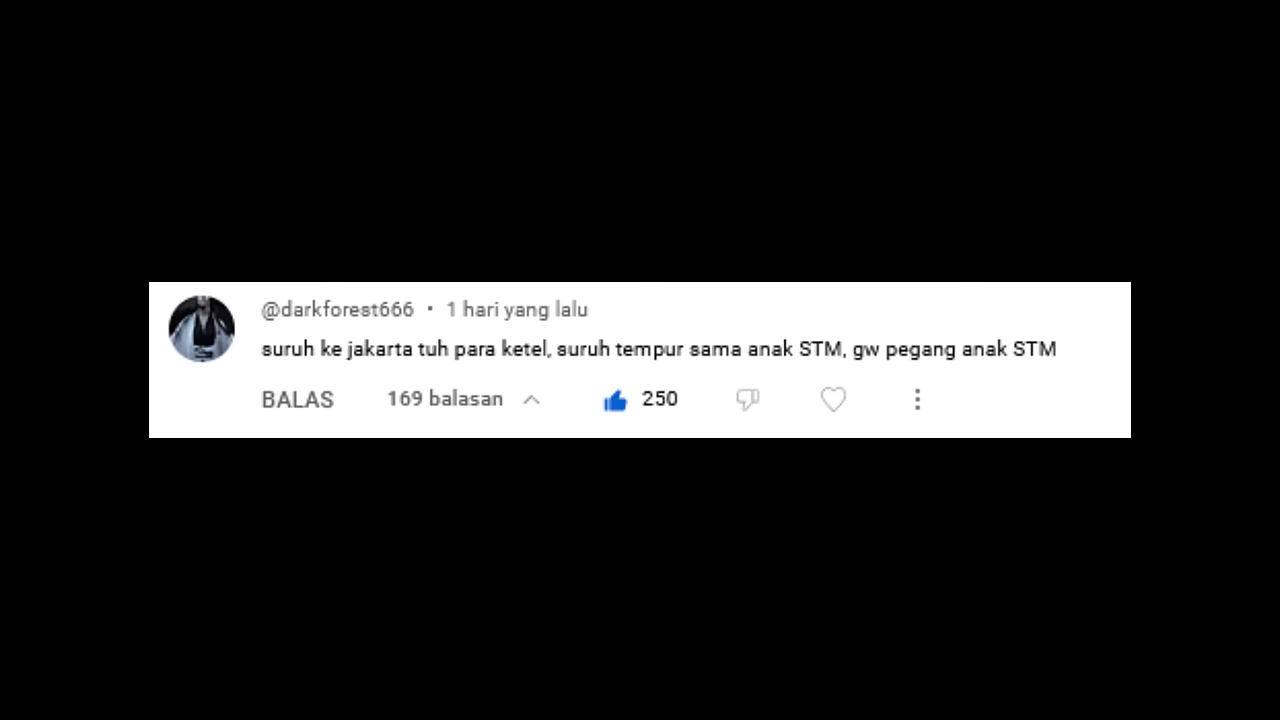 @darkforest666 • 1 hari yang lalu
suruh ke jakarta tuh para ketel, suruh tempur sama anak STM, gw pegang anak STM
BALAS 169 balasan 250